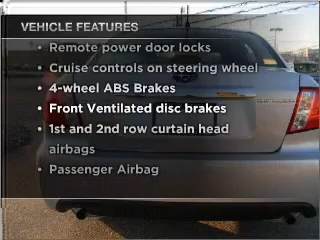 VEHICLE FEATURES
• Remote power door locks
• Cruise controls on steering wheel
• 4-wheel ABS Brakes
• Front Ventilated disc brakes
• 1st and 2nd row curtain head
airbags
• Passenger Airbag